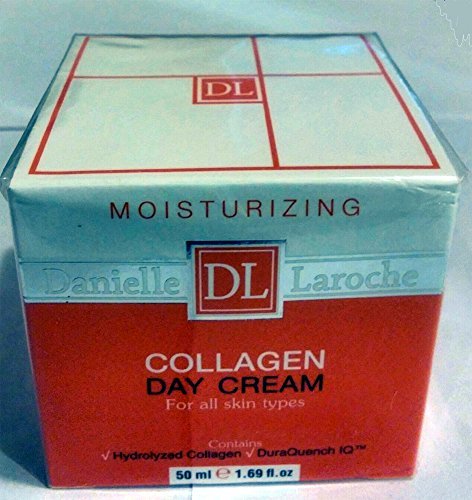 DL
MOISTURIZING
Danielle DL Laroche
COLLAGEN
DAY CREAM
For all skin types
Contains
√ Hydrolyzed Collagen √ DuraQuench IQ™
50 ml ℮ 1.69 fl.oz